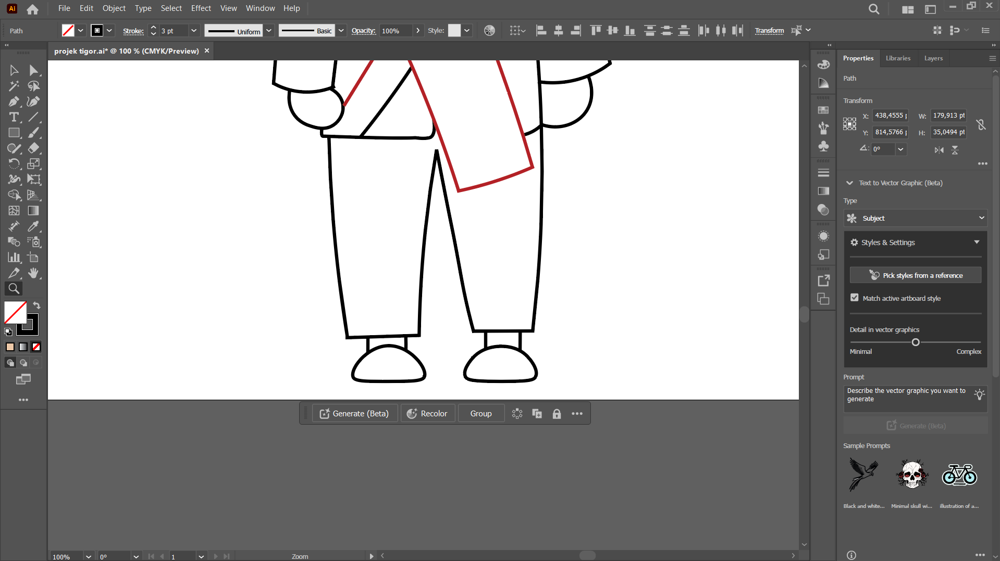 Ai File Edit Object Type Select Effect View Window Help
Path Stroke: 3 pt Uniform Basic Opacity: 100% Style: Transform
projek tigor.ai* @ 100 % (CMYK/Preview) ×
Properties Libraries Layers
Path
Transform
X: 438,4555 p W: 179,913 pt
Y: 814,5766 p H: 35,0494 pt
0°
Text to Vector Graphic (Beta)
Type
Subject
Styles & Settings
Pick styles from a reference
Match active artboard style
Detail in vector graphics
Minimal Complex
Prompt
Describe the vector graphic you want to
generate
Generate (Beta)
Sample Prompts
Black and white... Minimal skull wi... illustration of a...
Generate (Beta) Recolor Group
100% 0° 1 Zoom